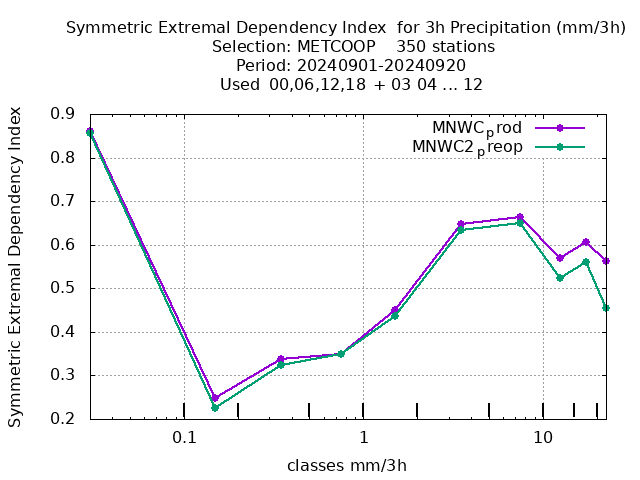 Symmetric Extremal Dependency Index  for 3h Precipitation (mm/3h)
Selection: METCOOP    350 stations
Period: 20240901-20240920
Used  00,06,12,18 + 03 04 ... 12
MNWCprod
MNWC2preop
Symmetric Extremal Dependency Index
0.9
0.8
0.7
0.6
0.5
0.4
0.3
0.2
0.1 1 10
classes mm/3h